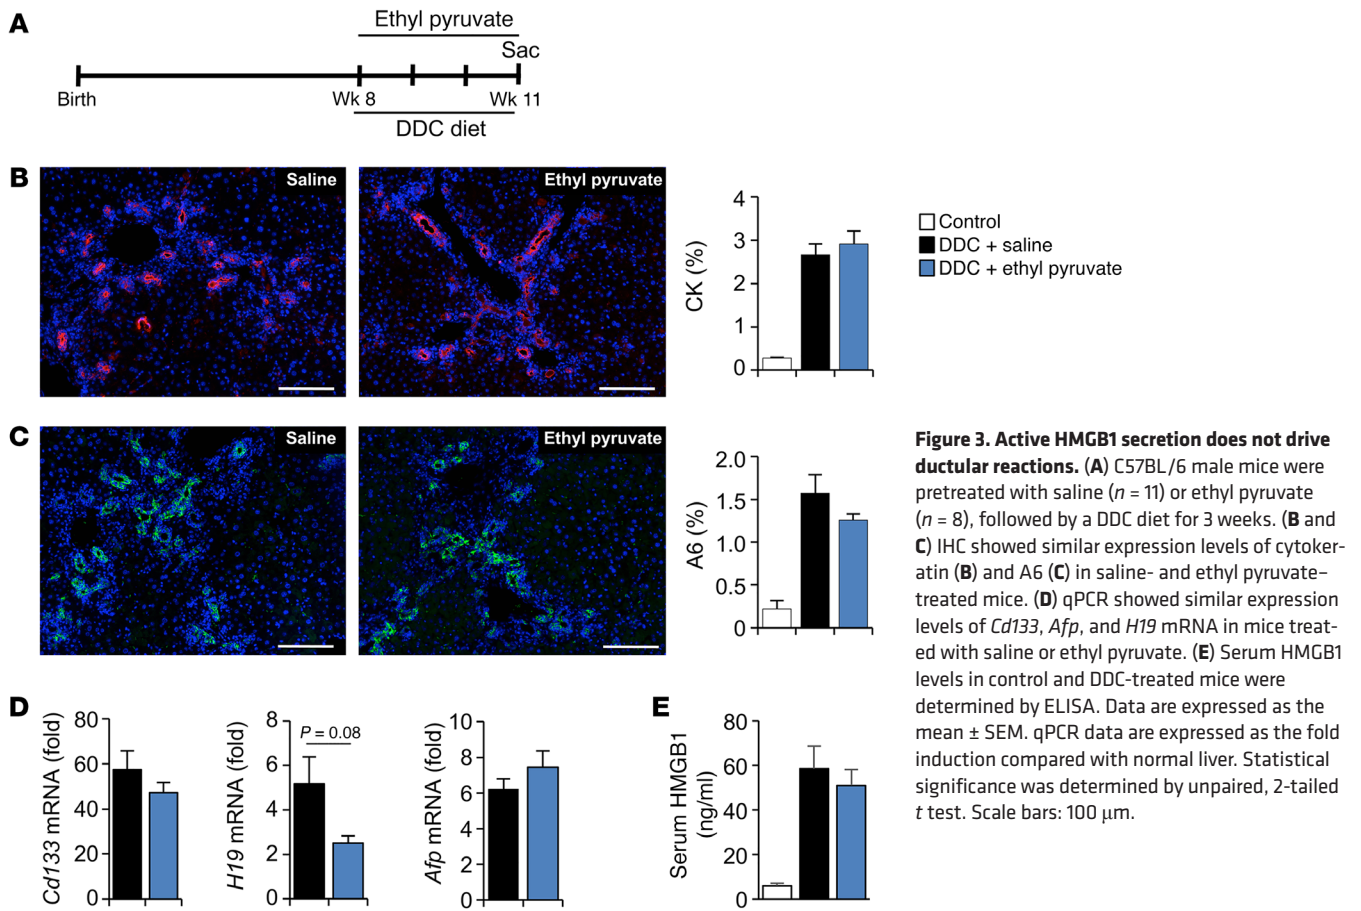 A
Ethyl pyruvate
Sac
Birth
Wk 8
Wk 11
DDC diet
B
Saline
Ethyl pyruvate
CK (%)
4
3
2
1
0
Control
DDC + saline
DDC + ethyl pyruvate
C
Saline
Ethyl pyruvate
A6 (%)
2.0
1.5
1.0
0.5
0
Figure 3. Active HMGB1 secretion does not drive
ductular reactions. (A) C57BL/6 male mice were
pretreated with saline (n = 11) or ethyl pyruvate
(n = 8), followed by a DDC diet for 3 weeks. (B and
C) IHC showed similar expression levels of cytoker-
atin (B) and A6 (C) in saline- and ethyl pyruvate–
treated mice. (D) qPCR showed similar expression
levels of Cd133, Afp, and H19 mRNA in mice treat-
ed with saline or ethyl pyruvate. (E) Serum HMGB1
levels in control and DDC-treated mice were
determined by ELISA. Data are expressed as the
mean ± SEM. qPCR data are expressed as the fold
induction compared with normal liver. Statistical
significance was determined by unpaired, 2-tailed
t test. Scale bars: 100 μm.
D
Cd133 mRNA (fold)
80
60
40
20
0
H19 mRNA (fold)
8
6
4
2
0
P = 0.08
Afp mRNA (fold)
10
8
6
4
2
0
E
Serum HMGB1
(ng/ml)
80
60
40
20
0